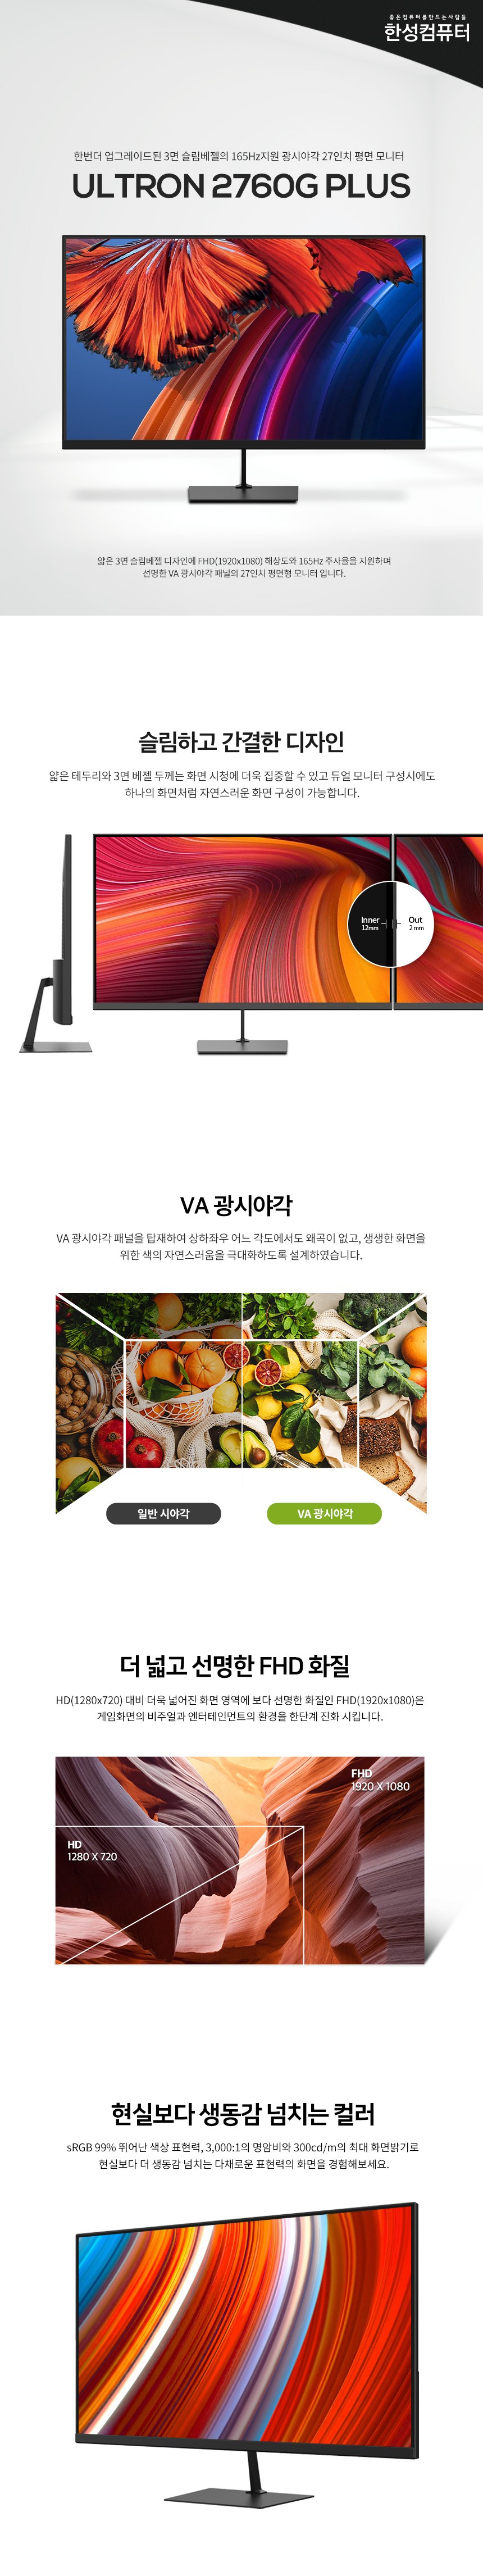 좋은컴퓨터를만드는사람들
한성컴퓨터
한번더 업그레이드된 3면 슬림베젤의 165Hz지원 광시야각 27인치 평면 모니터
ULTRON 2760G PLUS
얇은 3면 슬림베젤 디자인에 FHD(1920x1080) 해상도와 165Hz 주사율을 지원하며
선명한 VA 광시야각 패널의 27인치 평면형 모니터 입니다.
슬림하고 간결한 디자인
얇은 테두리와 3면 베젤 두께는 화면 시청에 더욱 집중할 수 있고 듀얼 모니터 구성시에도
하나의 화면처럼 자연스러운 화면 구성이 가능합니다.
Inner Out
12mm 2mm
VA 광시야각
VA 광시야각 패널을 탑재하여 상하좌우 어느 각도에서도 왜곡이 없고, 생생한 화면을
위한 색의 자연스러움을 극대화하도록 설계하였습니다.
일반 시야각 VA 광시야각
더 넓고 선명한 FHD 화질
HD(1280x720) 대비 더욱 넓어진 화면 영역에 보다 선명한 화질인 FHD(1920x1080)은
게임화면의 비주얼과 엔터테인먼트의 환경을 한단계 진화 시킵니다.
FHD
1920 X 1080
HD
1280 X 720
현실보다 생동감 넘치는 컬러
sRGB 99% 뛰어난 색상 표현력, 3,000:1의 명암비와 300cd/m의 최대 화면밝기로
현실보다 더 생동감 넘치는 다채로운 표현력의 화면을 경험해보세요.